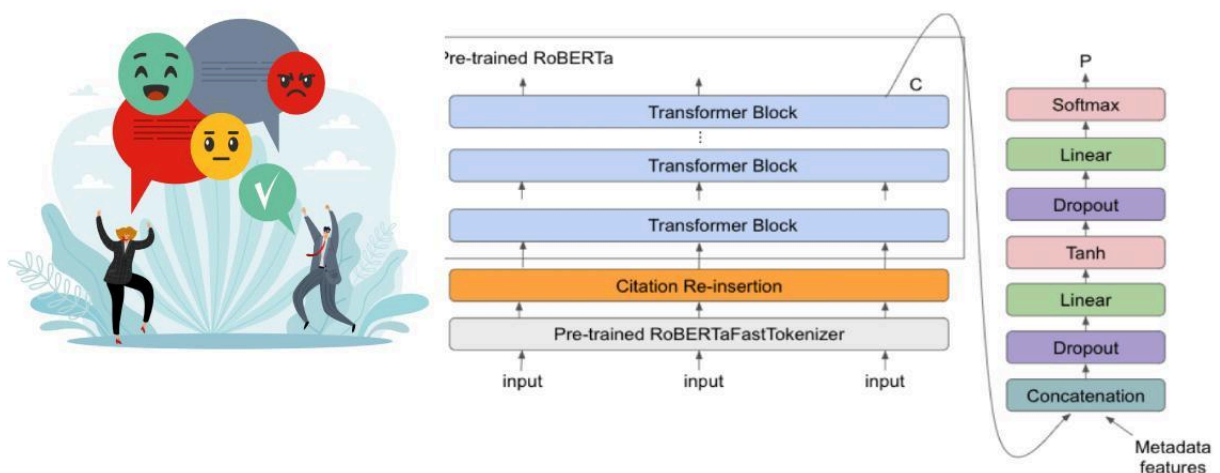 Pre-trained RoBERTa
C
Transformer Block
Transformer Block
Transformer Block
Citation Re-insertion
Pre-trained RoBERTaFastTokenizer
input input input
P
Softmax
Linear
Dropout
Tanh
Linear
Dropout
Concatenation
Metadata
features